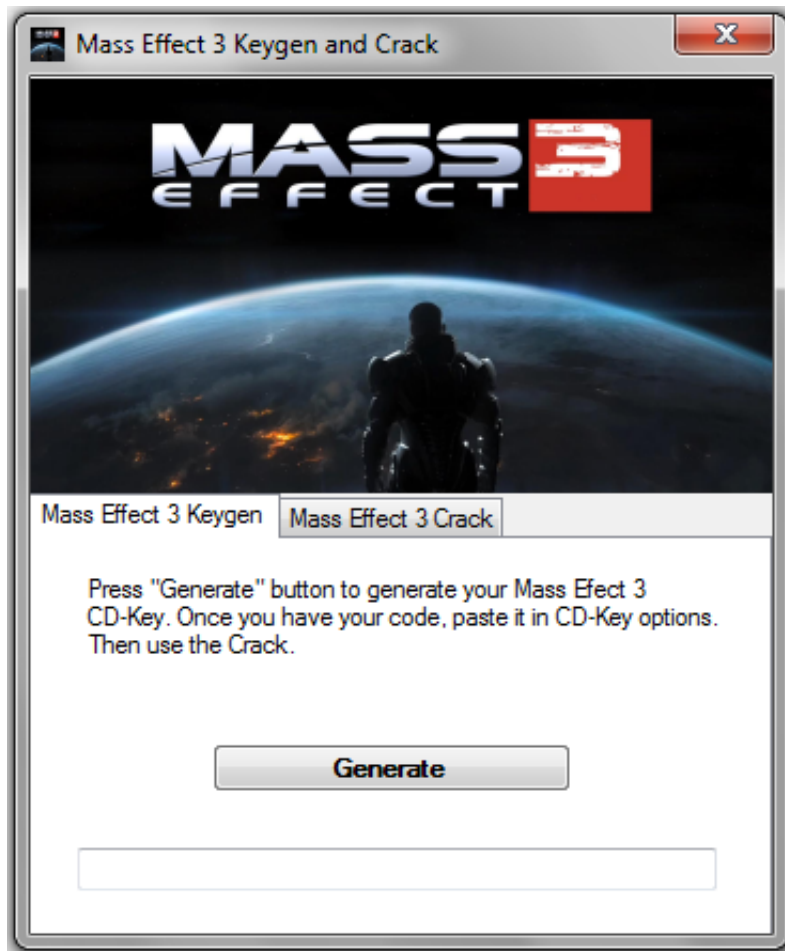 Mass Effect 3 Keygen and Crack
MASS 3
EFFECT
Mass Effect 3 Keygen
Mass Effect 3 Crack
Press "Generate" button to generate your Mass Efect 3
CD-Key. Once you have your code, paste it in CD-Key options.
Then use the Crack.
Generate